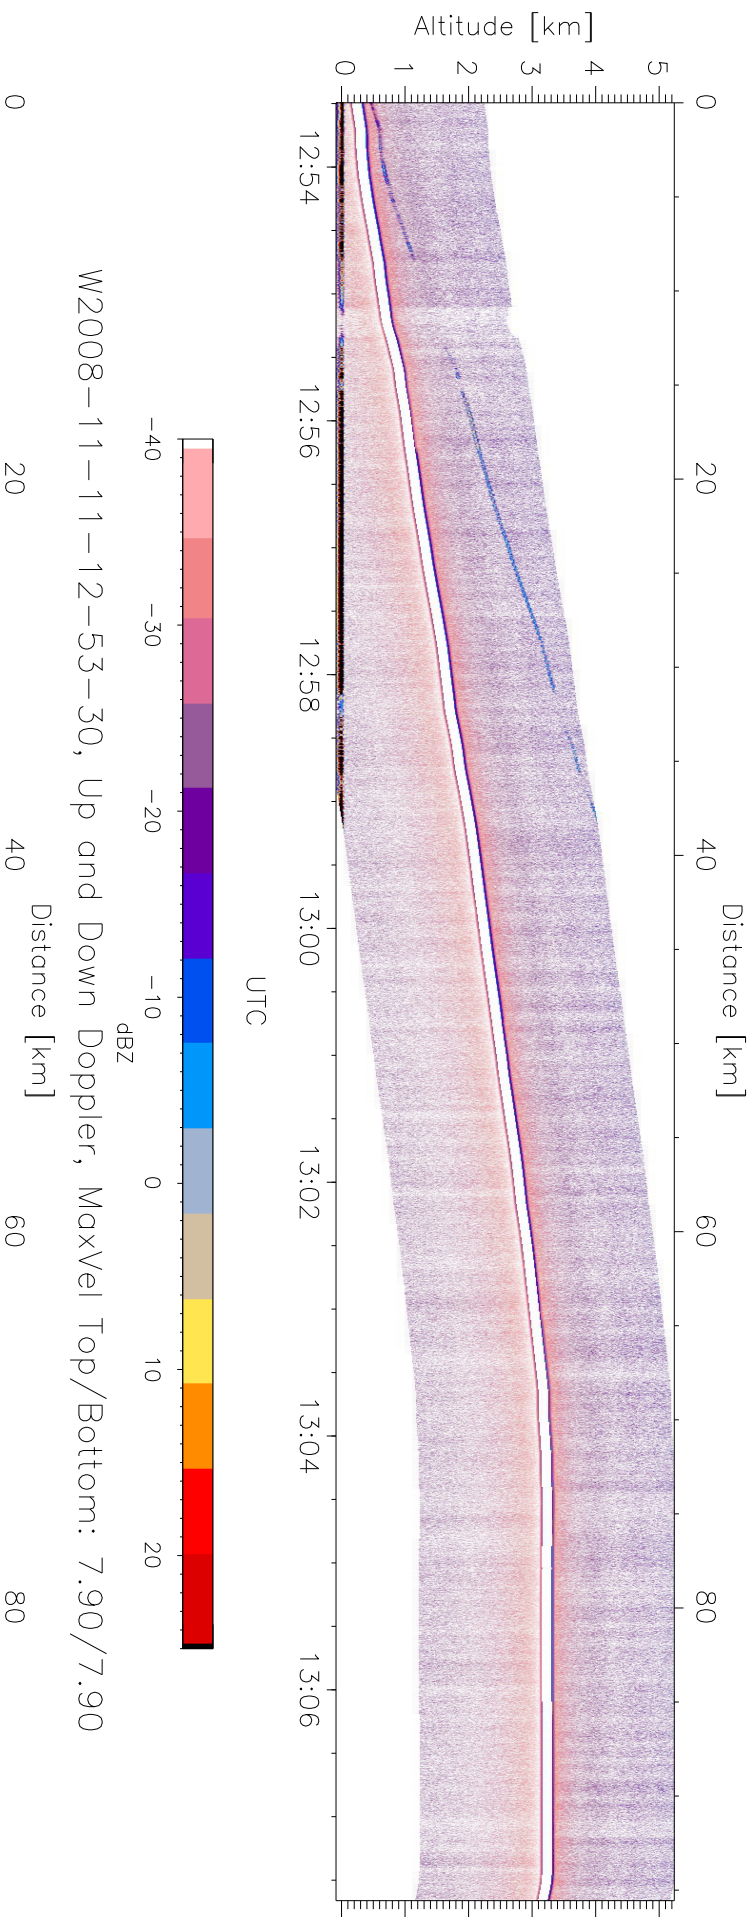 Distance [km]
0 20 40 60 80
Altitude [km]
5
4
3
2
1
0
12:54 12:56 12:58 13:00 13:02 13:04 13:06
UTC
-40 -30 -20 -10 0 10 20
dBZ
W2008-11-11-12-53-30, Up and Down Doppler, MaxVel Top/Bottom: 7.90/7.90
Distance [km]
0 20 40 60 80